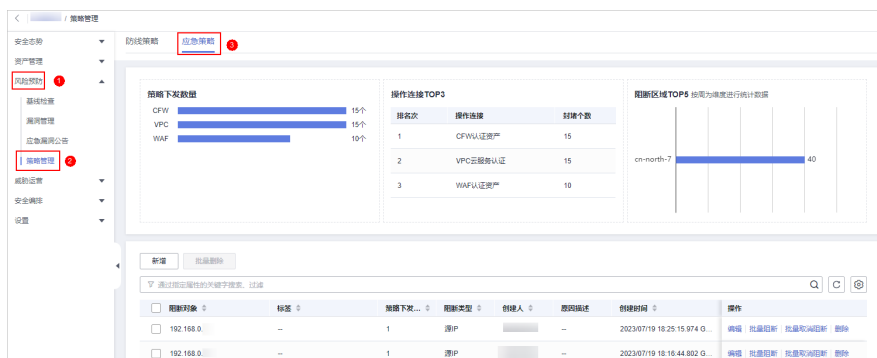 / 策略管理
安全态势
资产管理
风险预防 1
基线检查
漏洞管理
应急漏洞公告
策略管理 2
威胁运营
安全编排
设置
防线策略 应急策略 3
策略下发数量
CFW 15个
VPC 15个
WAF 10个
操作连接TOP3
排名次 操作连接 封堵个数
1 CFW认证资产 15
2 VPC云服务认证 15
3 WAF认证资产 10
阻断区域TOP5 按周为维度进行统计数据
cn-north-7 40
新增 批量删除
通过指定属性的关键字搜索、过滤
阻断对象 标签 策略下发... 阻断类型 创建人 原因描述 创建时间 操作
192.168.0. -- 1 源IP -- 2023/07/19 18:25:15.974 G... 编辑 批量阻断 批量取消阻断 删除
192.168.0. -- 1 源IP -- 2023/07/19 18:16:44.802 G... 编辑 批量阻断 批量取消阻断 删除